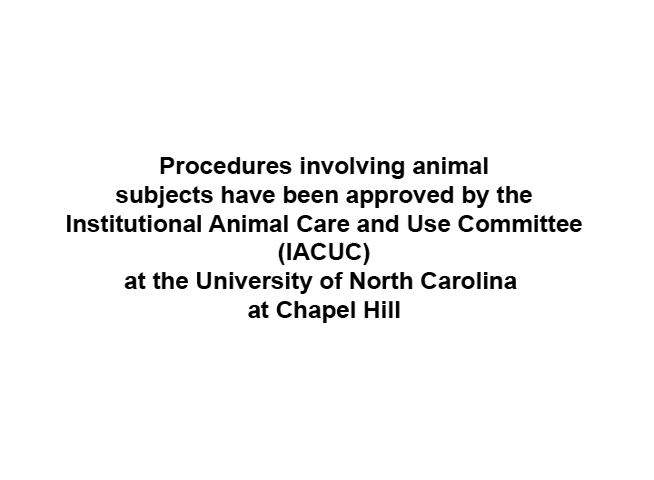 Procedures involving animal
subjects have been approved by the
Institutional Animal Care and Use Committee
(IACUC)
at the University of North Carolina
at Chapel Hill